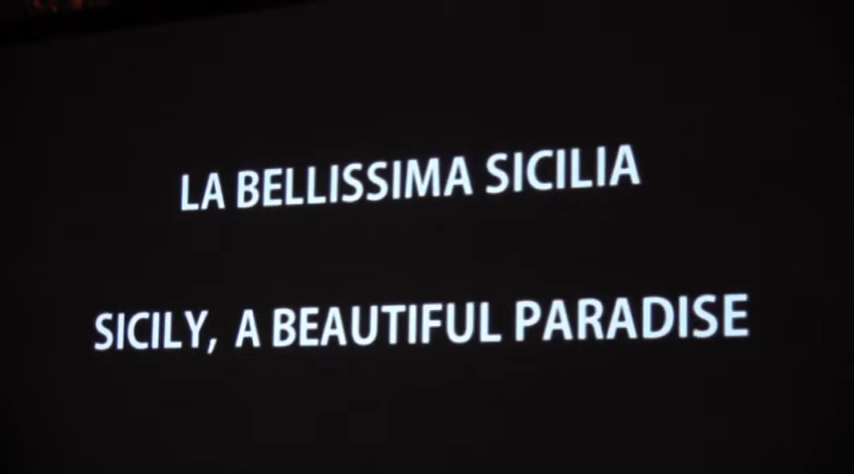 LA BELLISSIMA SICILIA
SICILY, A BEAUTIFUL PARADISE